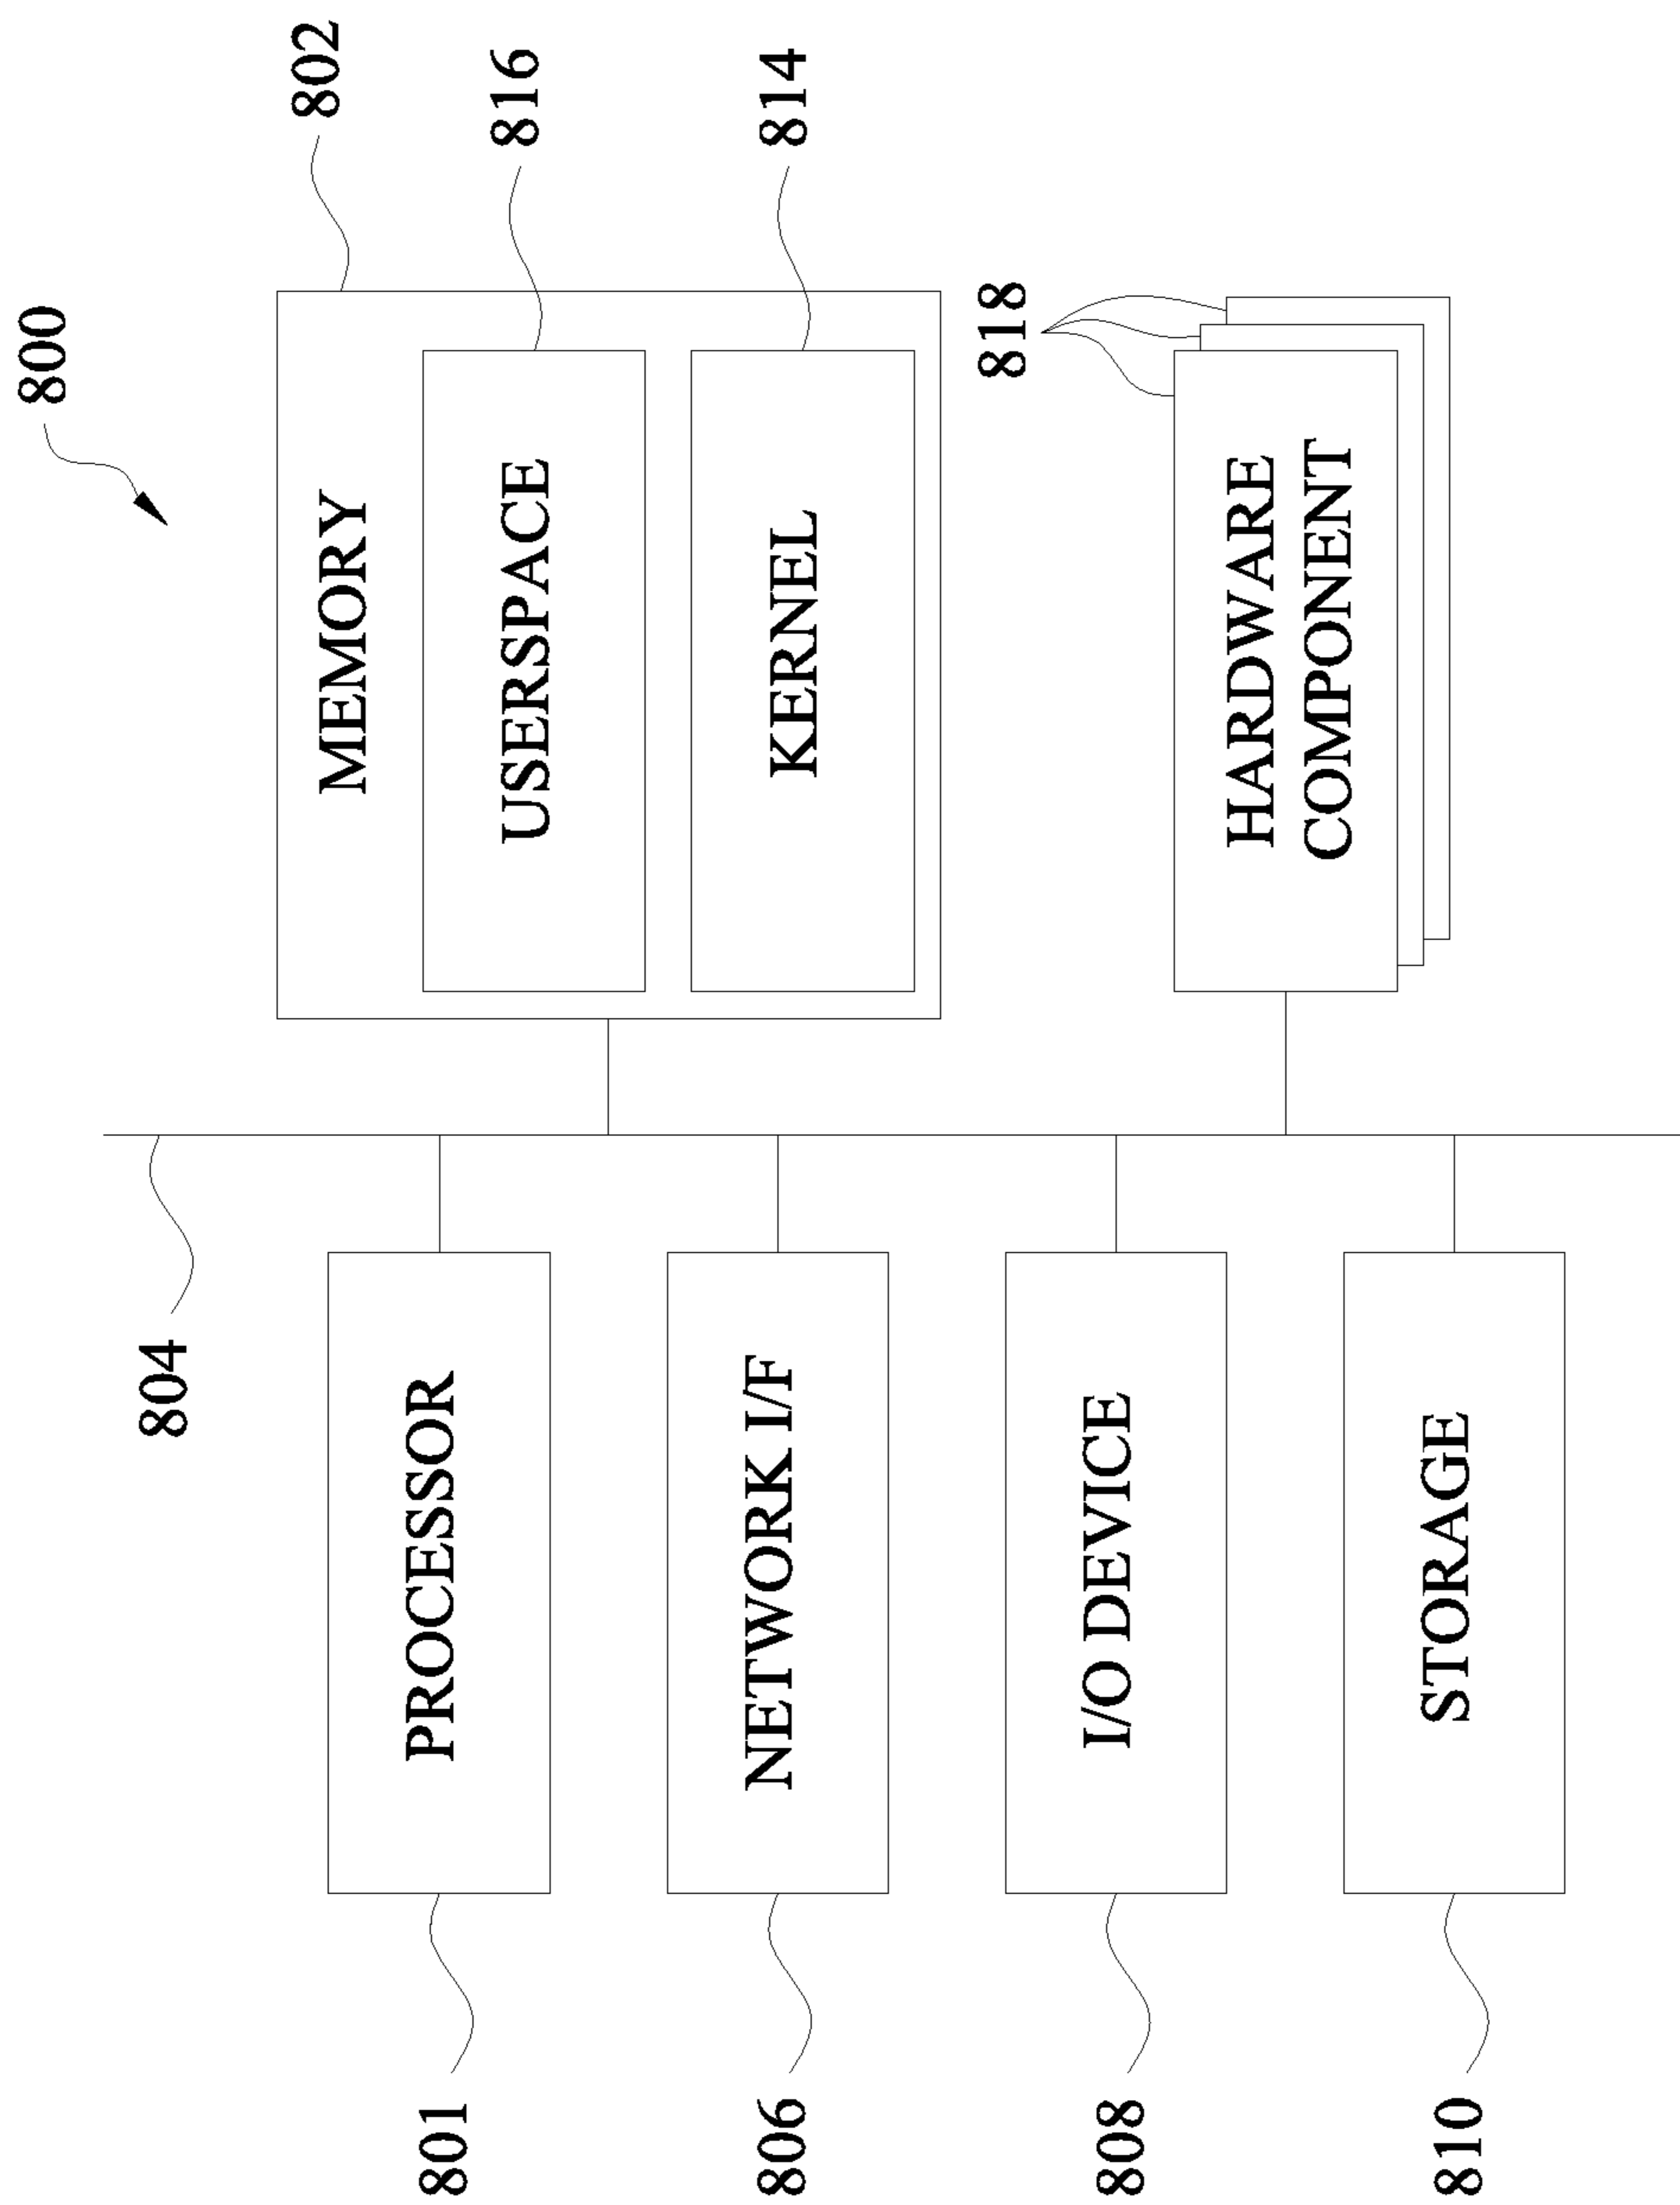 800
804
801
PROCESSOR
806
NETWORK I/F
808
I/O DEVICE
810
STORAGE
802
MEMORY
816
USERSPACE
814
KERNEL
818
HARDWARE
COMPONENT